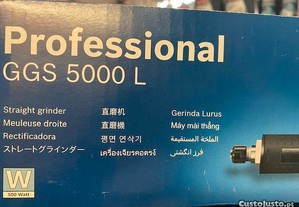 Professional
GGS 5000 L
Straight grinder
Meuleuse droite
Rectificadora
ストレートグラインダー
直磨机
直磨機
평면 연삭기
เครื่องเจียรคอตรง
Gerinda Lurus
Máy mài thẳng
الملخة المستقيمة
فرز انگشتی
W
500 Watt
CustoJusto.pt